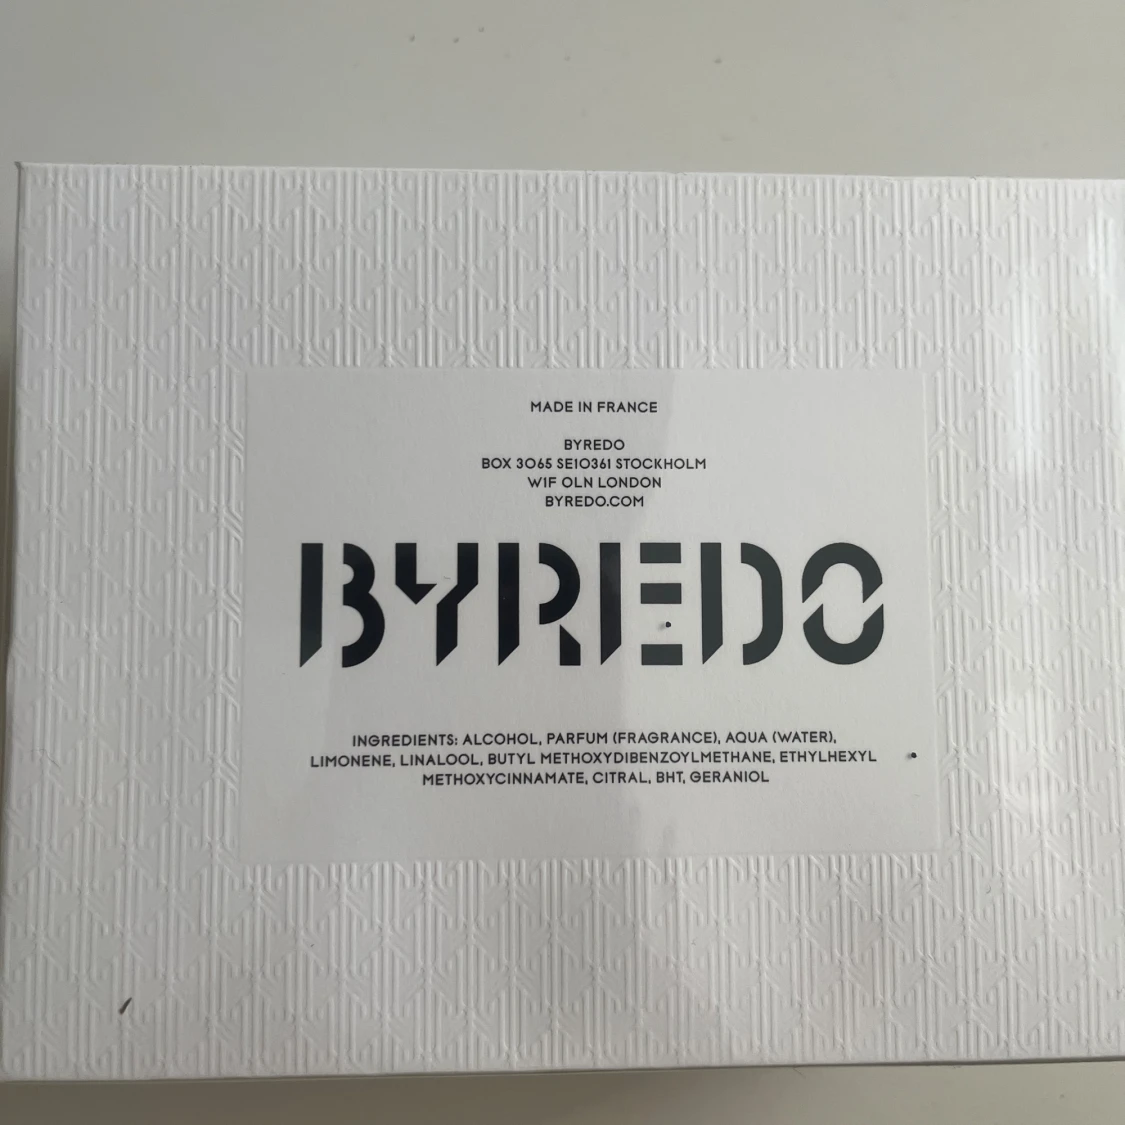 MADE IN FRANCE
BYREDO
BOX 3065 SE10361 STOCKHOLM
W1F OLN LONDON
BYREDO.COM
BYREDO
INGREDIENTS: ALCOHOL, PARFUM (FRAGRANCE), AQUA (WATER),
LIMONENE, LINALOOL, BUTYL METHOXYDIBENZOYLMETHANE, ETHYLHEXYL
METHOXYCINNAMATE, CITRAL, BHT, GERANIOL